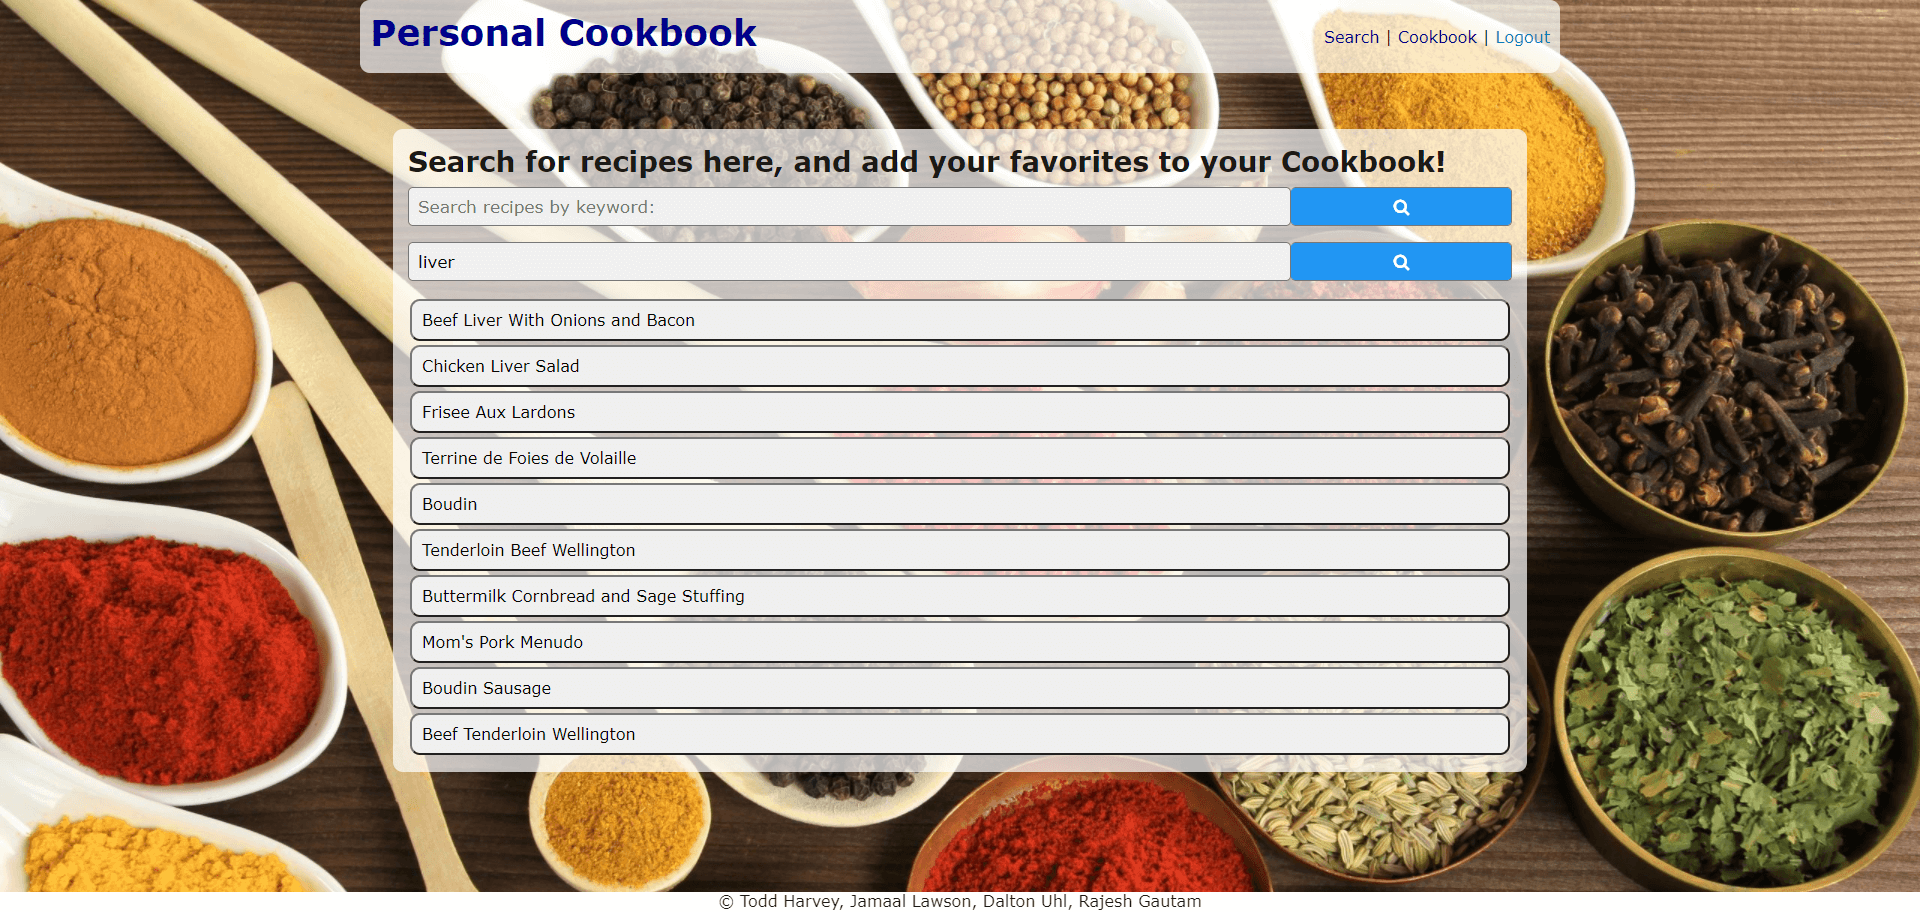 Personal Cookbook
Search | Cookbook | Logout
Search for recipes here, and add your favorites to your Cookbook!
Search recipes by keyword:
liver
Beef Liver With Onions and Bacon
Chicken Liver Salad
Frisee Aux Lardons
Terrine de Foies de Volaille
Boudin
Tenderloin Beef Wellington
Buttermilk Cornbread and Sage Stuffing
Mom's Pork Menudo
Boudin Sausage
Beef Tenderloin Wellington
© Todd Harvey, Jamaal Lawson, Dalton Uhl, Rajesh Gautam